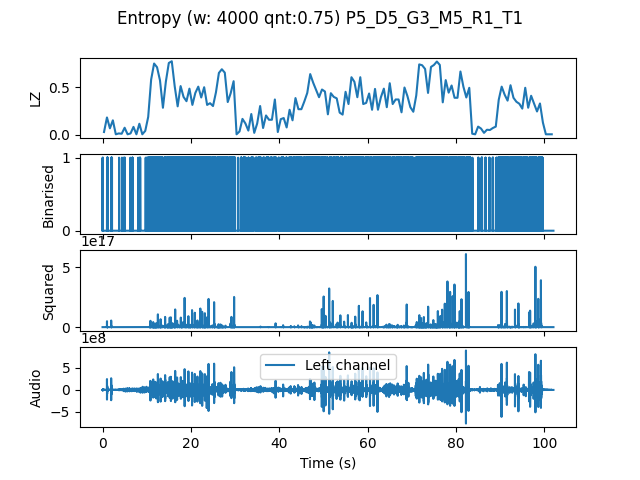 Entropy (w: 4000 qnt:0.75) P5_D5_G3_M5_R1_T1
LZ
0.5
0.0
Binarised
1
0
1e17
Squared
5
0
1e8
Audio
5
0
−5
Left channel
0 20 40 60 80 100
Time (s)